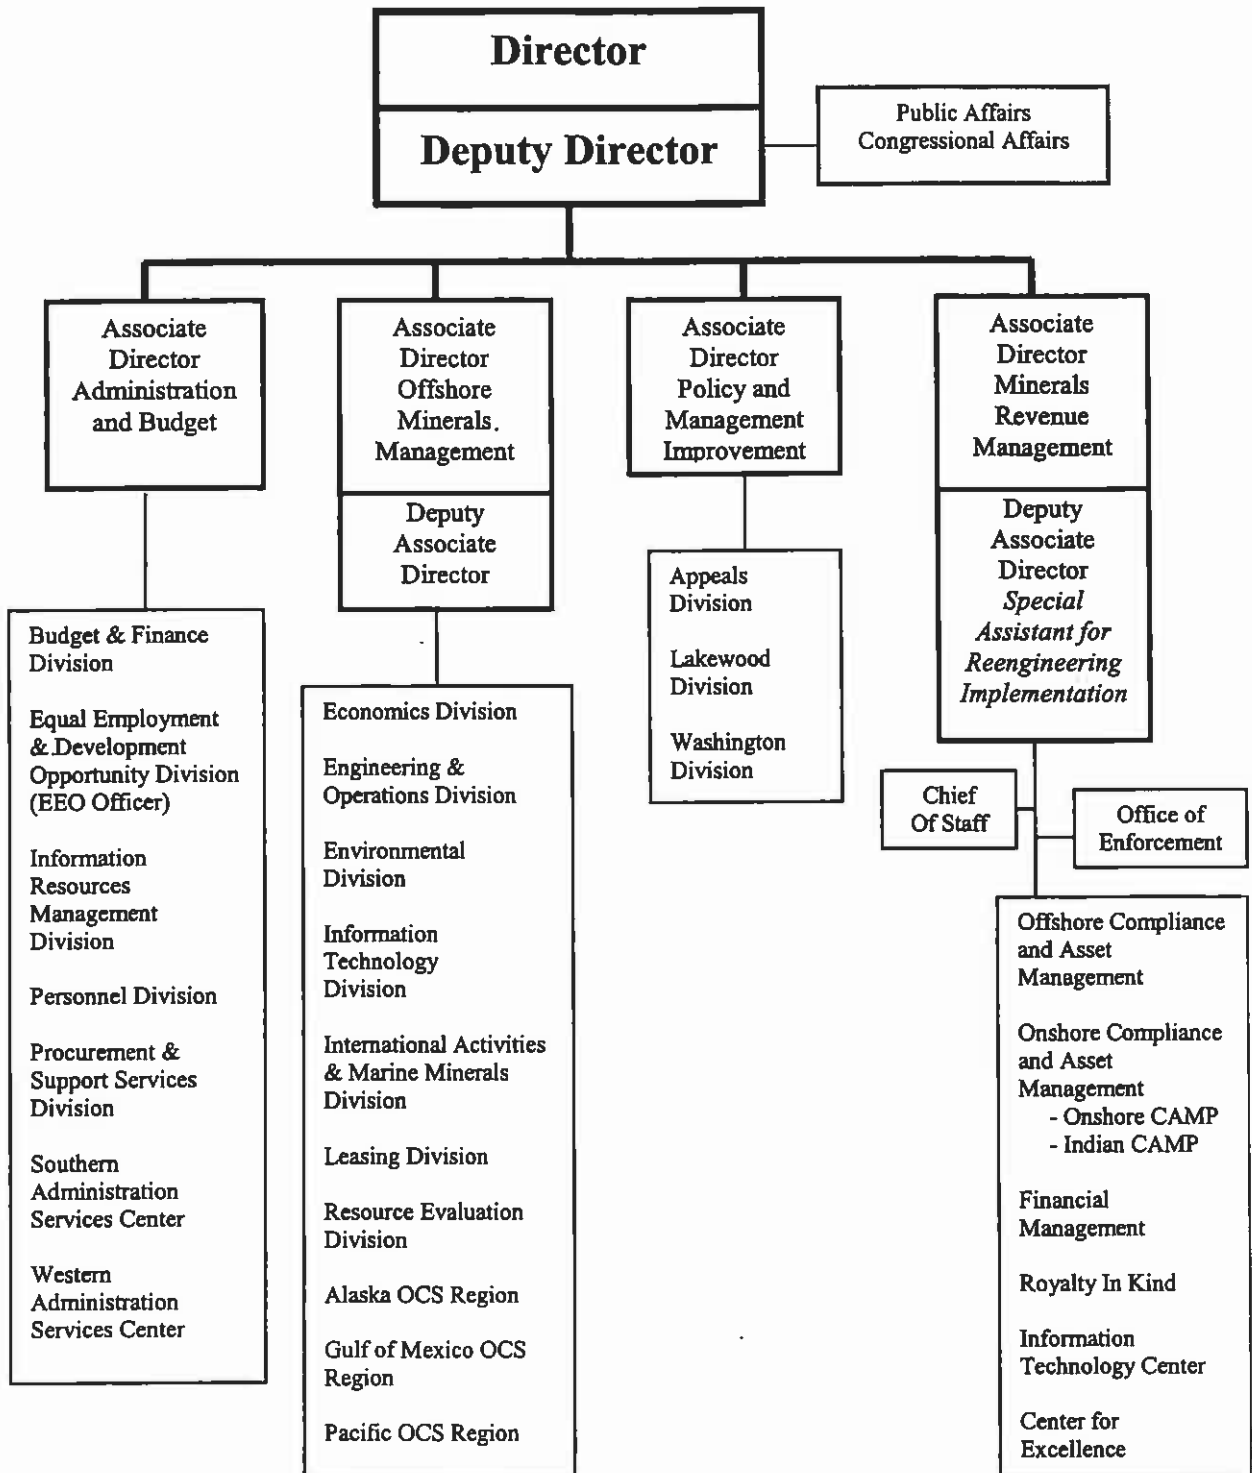 Director
Deputy Director
Public Affairs
Congressional Affairs
Associate
Director
Administration
and Budget
Associate
Director
Offshore
Minerals.
Management
Deputy
Associate
Director
Associate
Director
Policy and
Management
Improvement
Associate
Director
Minerals
Revenue
Management
Deputy
Associate
Director
Special
Assistant for
Reengineering
Implementation
Budget & Finance
Division
Equal Employment
& Development
Opportunity Division
(EEO Officer)
Information
Resources
Management
Division
Personnel Division
Procurement &
Support Services
Division
Southern
Administration
Services Center
Western
Administration
Services Center
Economics Division
Engineering &
Operations Division
Environmental
Division
Information
Technology
Division
International Activities
& Marine Minerals
Division
Leasing Division
Resource Evaluation
Division
Alaska OCS Region
Gulf of Mexico OCS
Region
Pacific OCS Region
Appeals
Division
Lakewood
Division
Washington
Division
Chief
Of Staff
Office of
Enforcement
Offshore Compliance
and Asset
Management
Onshore Compliance
and Asset
Management
- Onshore CAMP
- Indian CAMP
Financial
Management
Royalty In Kind
Information
Technology Center
Center for
Excellence